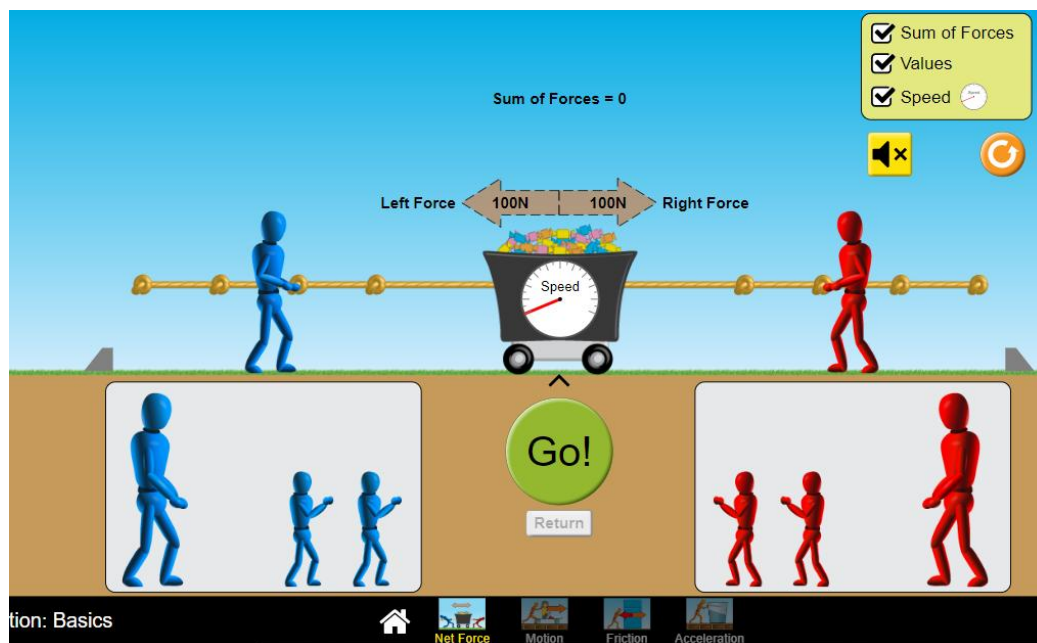 Sum of Forces
Values
Speed
Sum of Forces = 0
Left Force 100N 100N Right Force
Speed
Go!
Return
tion: Basics
Net Force Motion Friction Acceleration